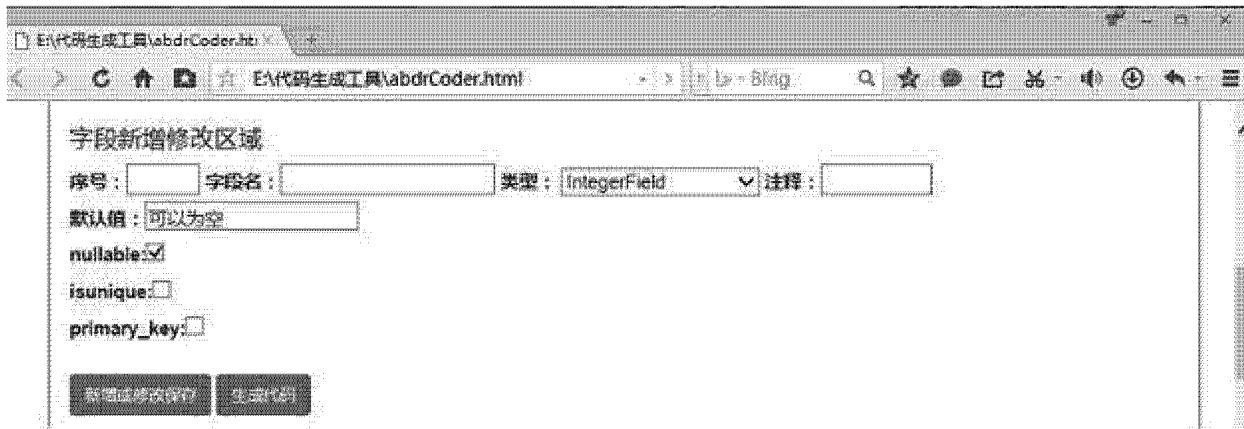 E:\代码生成工具\abdrCoder.ht
E:\代码生成工具\abdrCoder.html Bing
字段新增修改区域
序号： 字段名： 类型： IntegerField 注释：
默认值：可以为空
nullable:
isunique:
primary_key:
新增或修改保存 生成代码